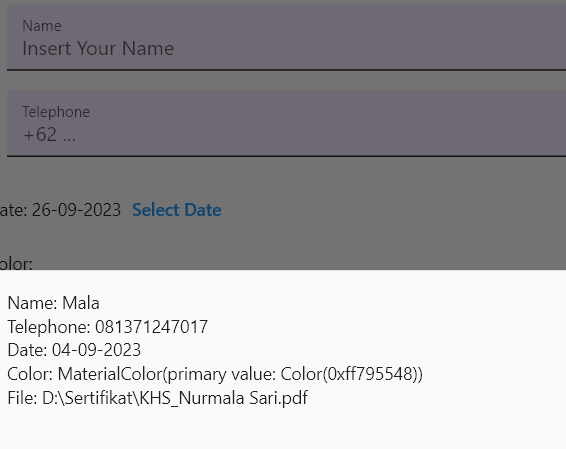 Name
Insert Your Name
Telephone
+62 ...
ate: 26-09-2023 Select Date
olor:
Name: Mala
Telephone: 081371247017
Date: 04-09-2023
Color: MaterialColor(primary value: Color(0xff795548))
File: D:\Sertifikat\KHS_Nurmala Sari.pdf